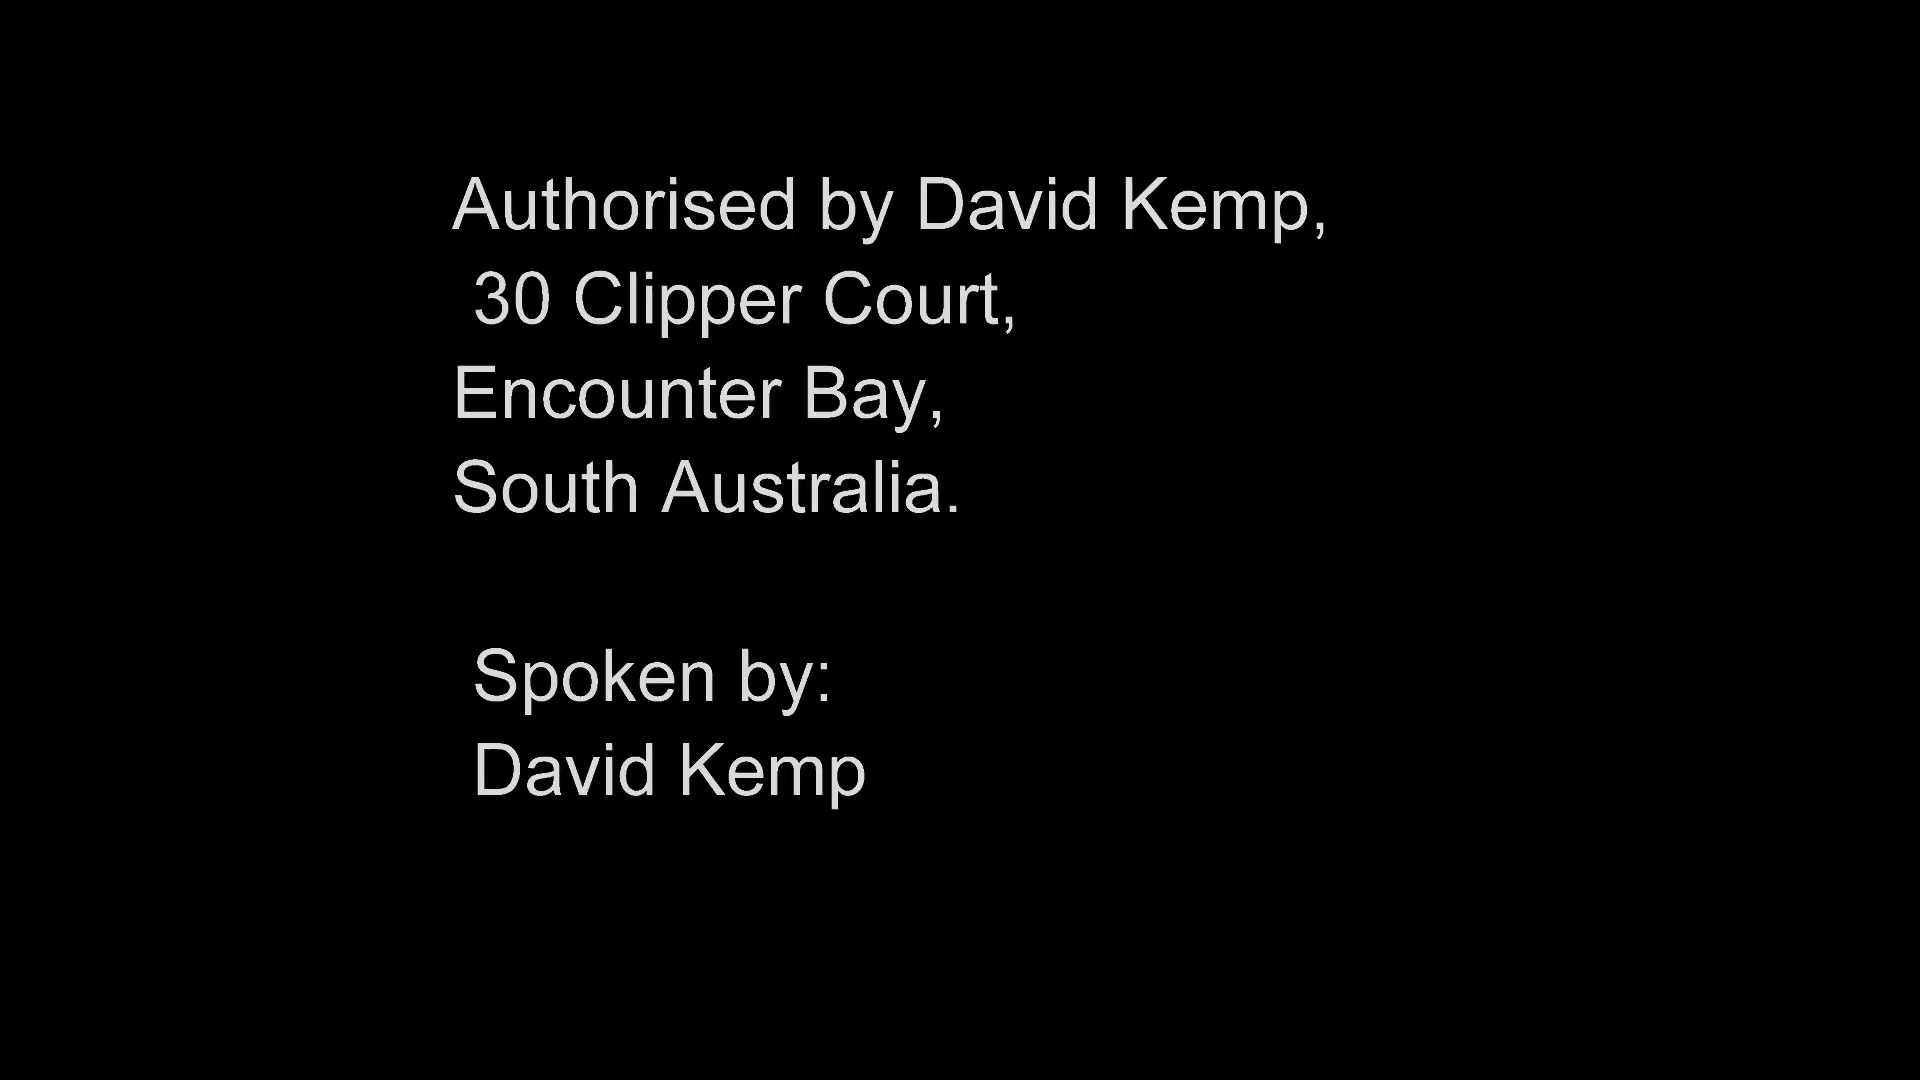 Authorised by David Kemp,
30 Clipper Court,
Encounter Bay,
South Australia.
Spoken by:
David Kemp